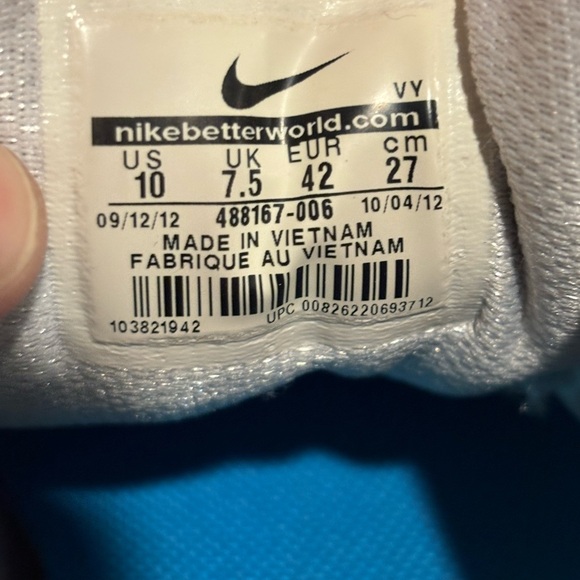 VY
nikebetterworld.com
US UK EUR cm
10 7.5 42 27
09/12/12 488167-006 10/04/12
MADE IN VIETNAM
FABRIQUE AU VIETNAM
103821942 UPC 00826220693712